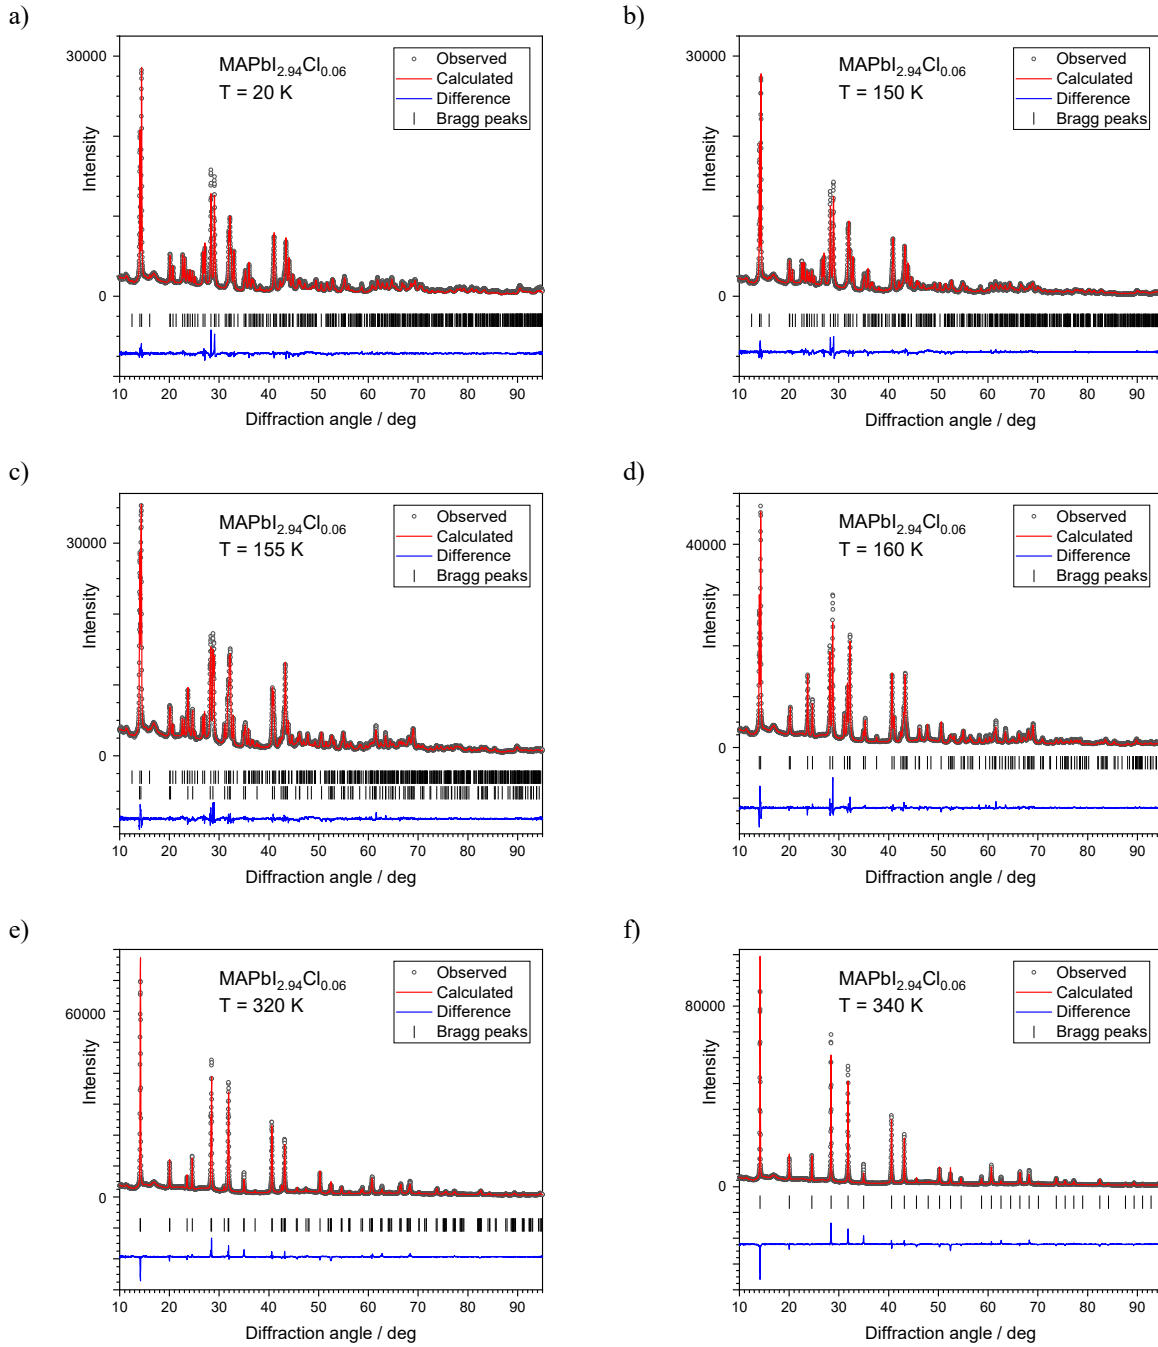 a)
30000
0
Intensity
MAPbI2.94Cl0.06
T = 20 K
Observed
Calculated
Difference
Bragg peaks
10 20 30 40 50 60 70 80 90
Diffraction angle / deg
b)
30000
0
Intensity
MAPbI2.94Cl0.06
T = 150 K
Observed
Calculated
Difference
Bragg peaks
10 20 30 40 50 60 70 80 90
Diffraction angle / deg
c)
30000
0
Intensity
MAPbI2.94Cl0.06
T = 155 K
Observed
Calculated
Difference
Bragg peaks
10 20 30 40 50 60 70 80 90
Diffraction angle / deg
d)
40000
0
Intensity
MAPbI2.94Cl0.06
T = 160 K
Observed
Calculated
Difference
Bragg peaks
10 20 30 40 50 60 70 80 90
Diffraction angle / deg
e)
60000
0
Intensity
MAPbI2.94Cl0.06
T = 320 K
Observed
Calculated
Difference
Bragg peaks
10 20 30 40 50 60 70 80 90
Diffraction angle / deg
f)
80000
0
Intensity
MAPbI2.94Cl0.06
T = 340 K
Observed
Calculated
Difference
Bragg peaks
10 20 30 40 50 60 70 80 90
Diffraction angle / deg